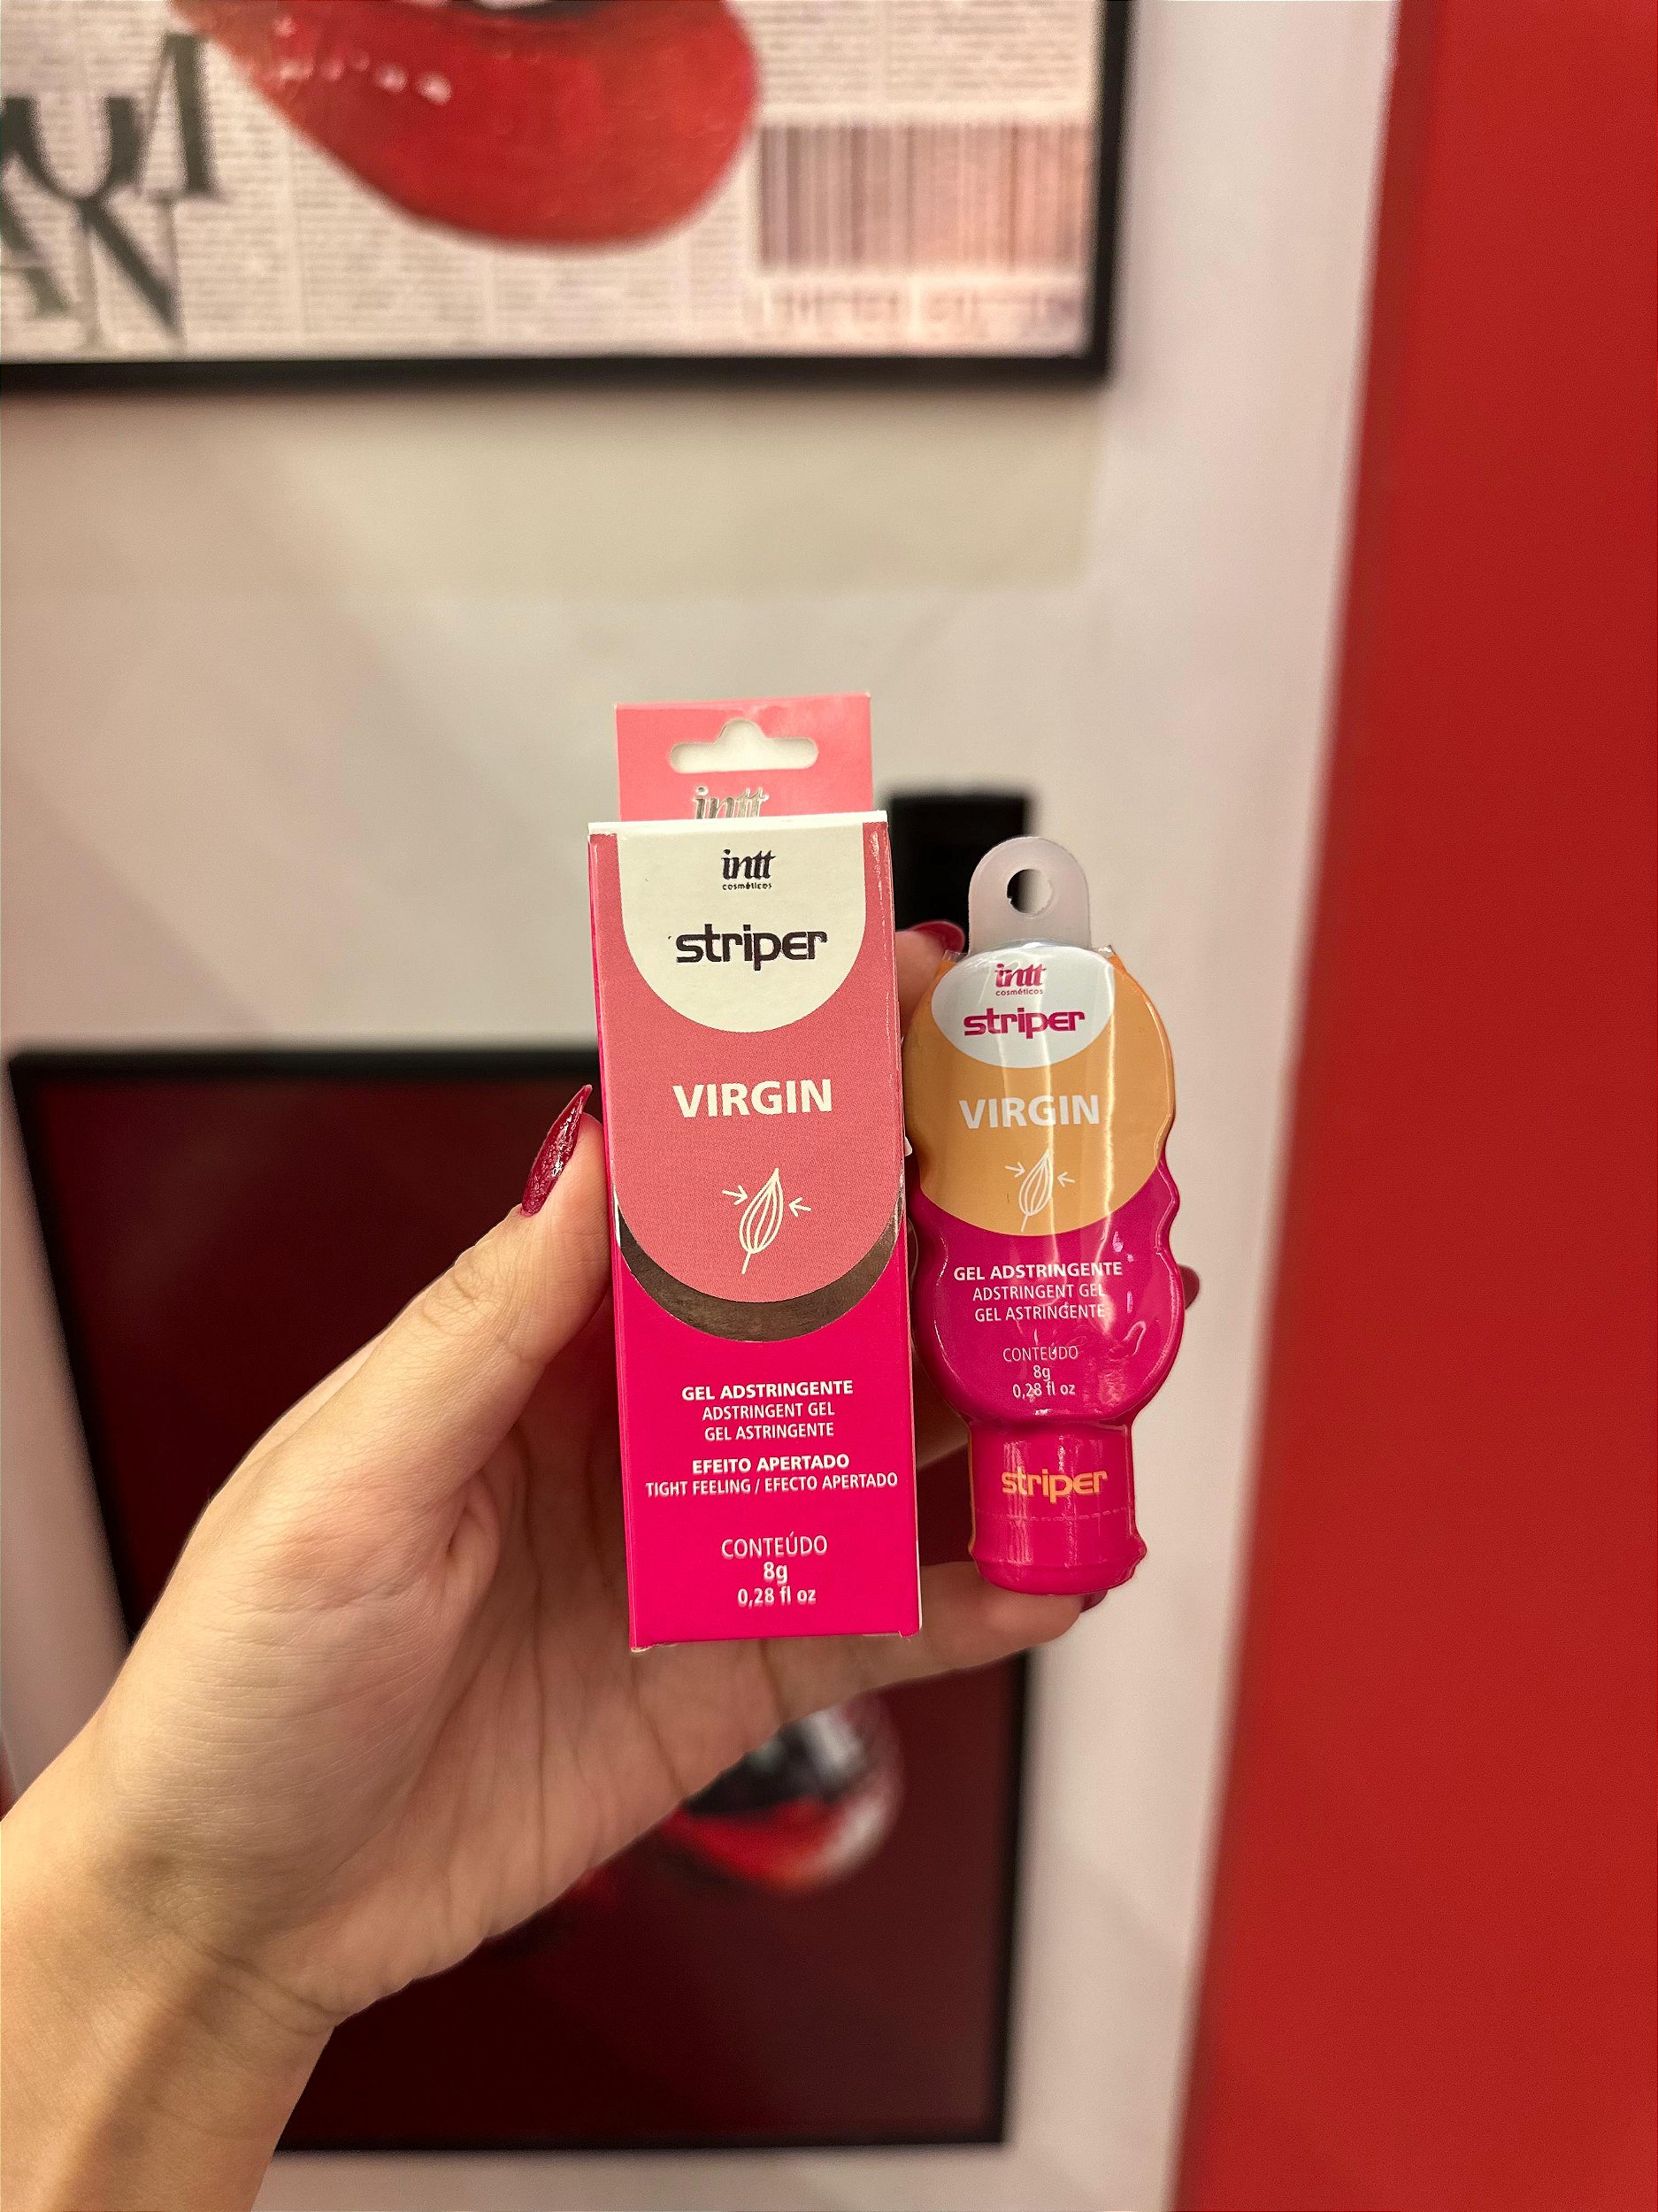 intt
intt
cosméticos
striper
VIRGIN
GEL ADSTRINGENTE
ADSTRINGENT GEL
GEL ASTRINGENTE
EFEITO APERTADO
TIGHT FEELING / EFECTO APERTADO
CONTEÚDO
8g
0,28 fl oz
intt
cosméticos
striper
VIRGIN
GEL ADSTRINGENTE
ADSTRINGENT GEL
GEL ASTRINGENTE
CONTEÚDO
8g
0,28 fl oz
striper